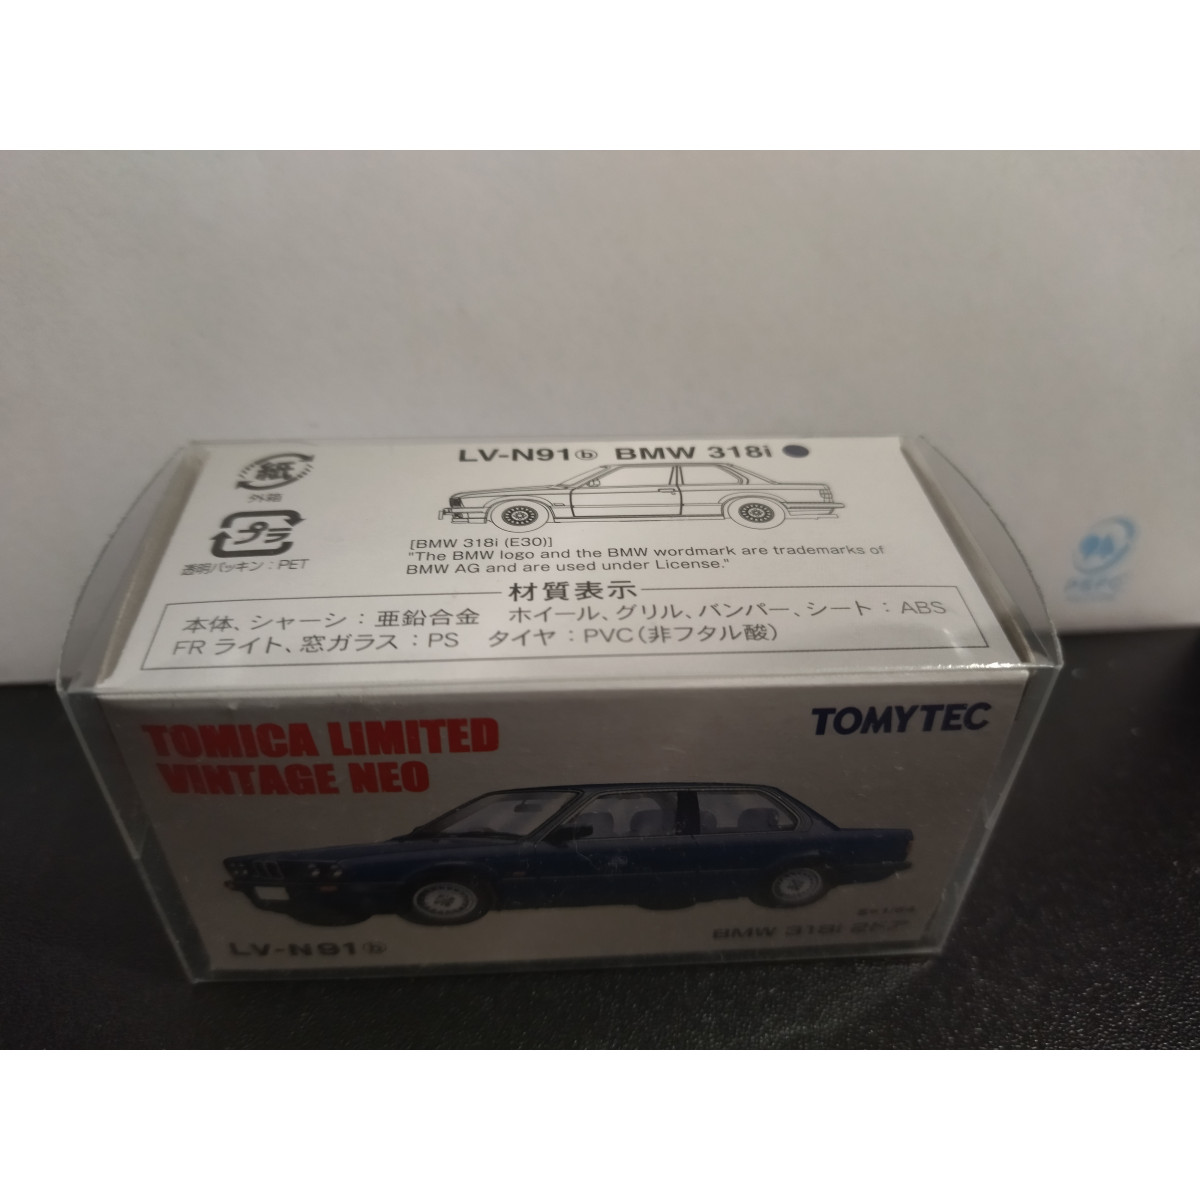 LV-N91ⓑ BMW 318i
紙
外箱
プラ
透明パッキン：PET
[BMW 318i (E30)]
"The BMW logo and the BMW wordmark are trademarks of
BMW AG and are used under License."
材質表示
本体、シャーシ：亜鉛合金　ホイール、グリル、バンパー、シート：ABS
FR ライト、窓ガラス：PS　タイヤ：PVC（非フタル酸）
TOMICA LIMITED
VINTAGE NEO
TOMYTEC
LV-N91ⓑ
BMW 318i 2ドア